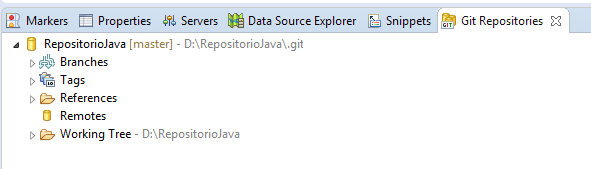 Markers Properties Servers Data Source Explorer Snippets Git Repositories
RepositorioJava [master] - D:\RepositorioJava\.git
Branches
Tags
References
Remotes
Working Tree - D:\RepositorioJava